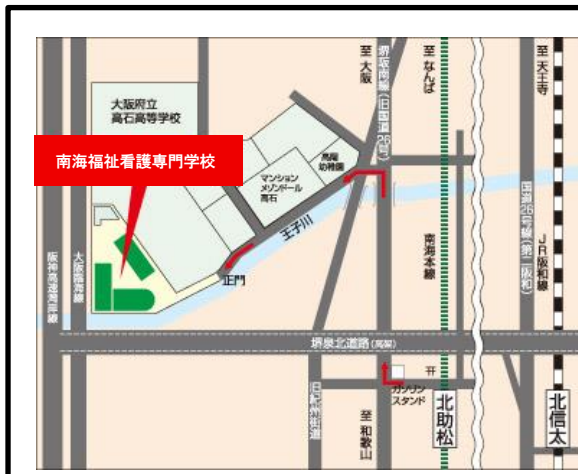 大阪府立
高石高等学校
南海福祉看護専門学校
至 大阪
堺阪南線(旧国道26号)
至 なんば
至 天王寺
高陽
幼稚園
マンション
メゾンドール
高石
王子川
正門
阪神高速湾岸線
大阪臨海線
南海本線
国道26号線(第二阪和)
JR阪和線
堺泉北道路(高架)
旧紀州街道
ガソリン
スタンド
至 和歌山
北助松
北信太